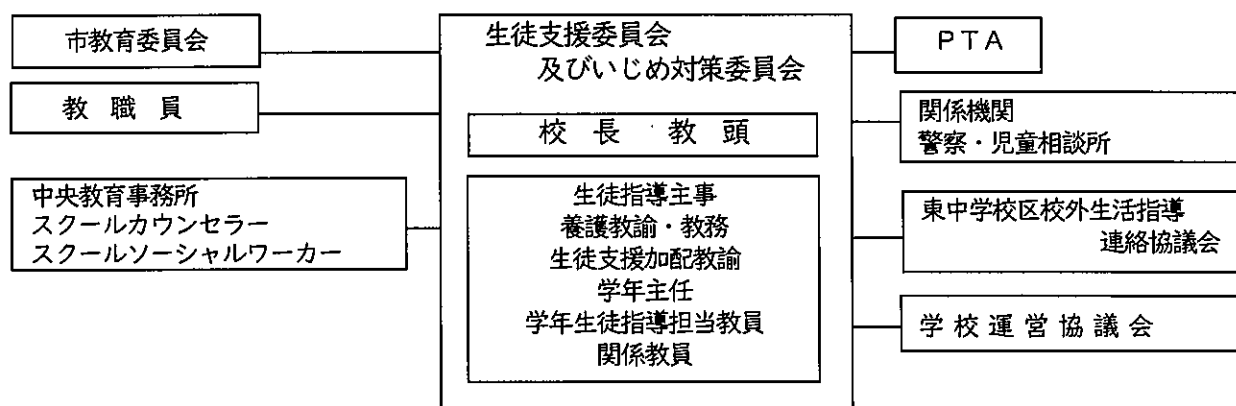 市教育委員会
教職員
中央教育事務所
スクールカウンセラー
スクールソーシャルワーカー
生徒支援委員会
及びいじめ対策委員会
校長・教頭
生徒指導主事
養護教諭・教務
生徒支援加配教諭
学年主任
学年生徒指導担当教員
関係教員
PTA
関係機関
警察・児童相談所
東中学校区校外生活指導
連絡協議会
学校運営協議会